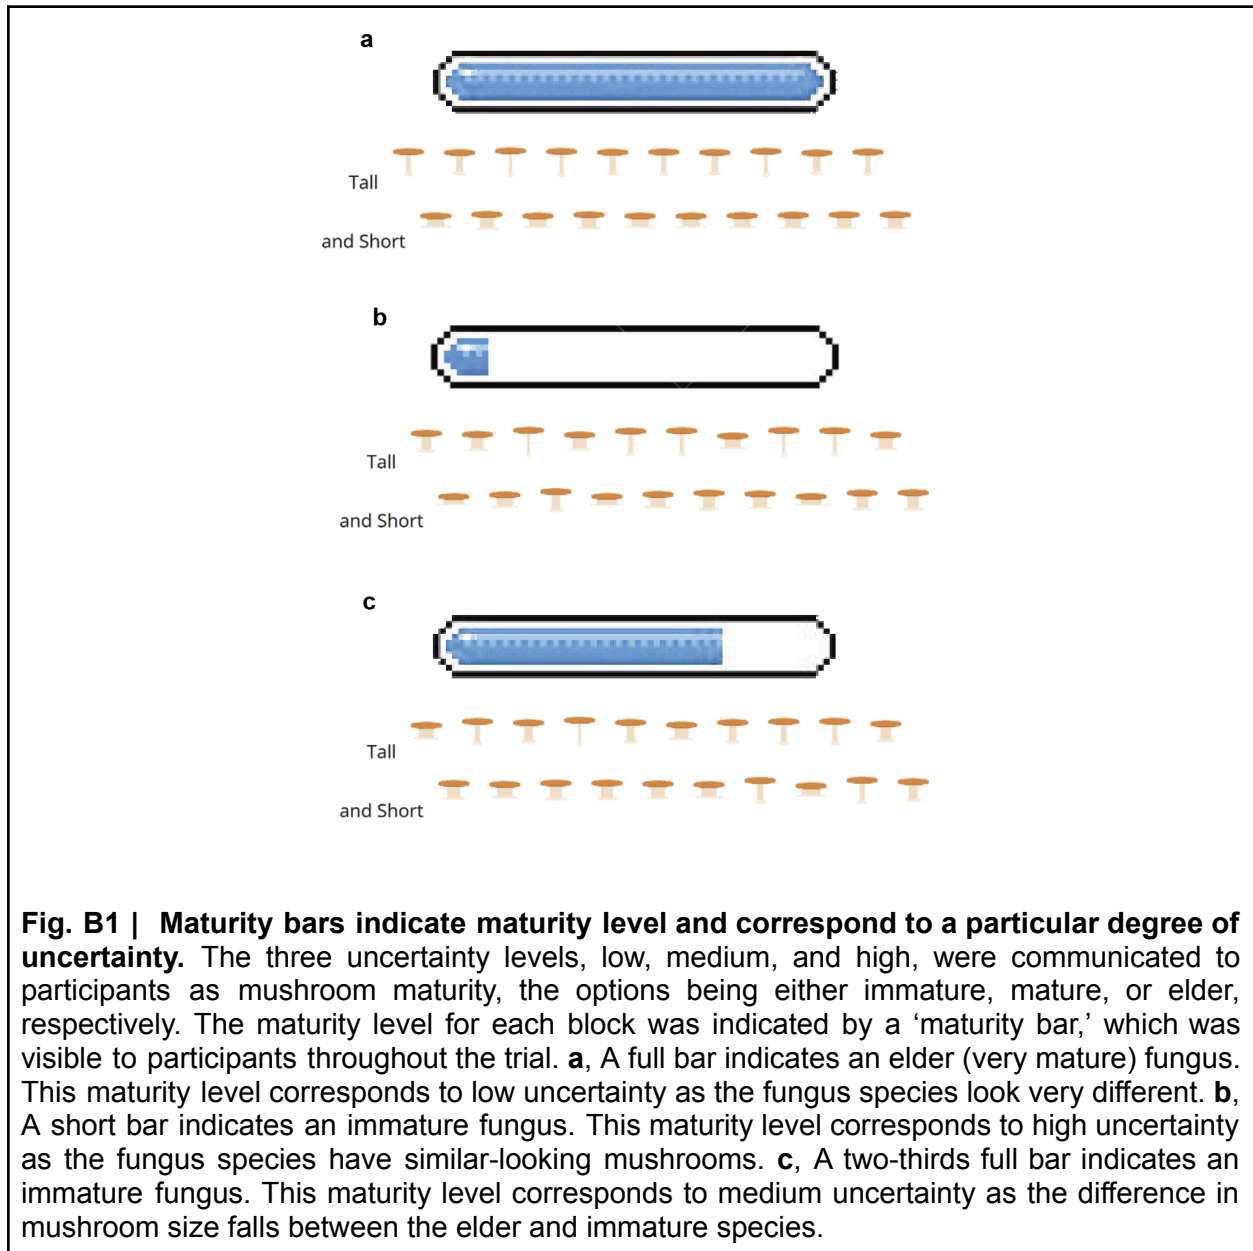 a
Tall
and Short
b
Tall
and Short
c
Tall
and Short
Fig. B1 | Maturity bars indicate maturity level and correspond to a particular degree of
uncertainty. The three uncertainty levels, low, medium, and high, were communicated to
participants as mushroom maturity, the options being either immature, mature, or elder,
respectively. The maturity level for each block was indicated by a ‘maturity bar,’ which was
visible to participants throughout the trial. a, A full bar indicates an elder (very mature) fungus.
This maturity level corresponds to low uncertainty as the fungus species look very different. b,
A short bar indicates an immature fungus. This maturity level corresponds to high uncertainty
as the fungus species have similar-looking mushrooms. c, A two-thirds full bar indicates an
immature fungus. This maturity level corresponds to medium uncertainty as the difference in
mushroom size falls between the elder and immature species.